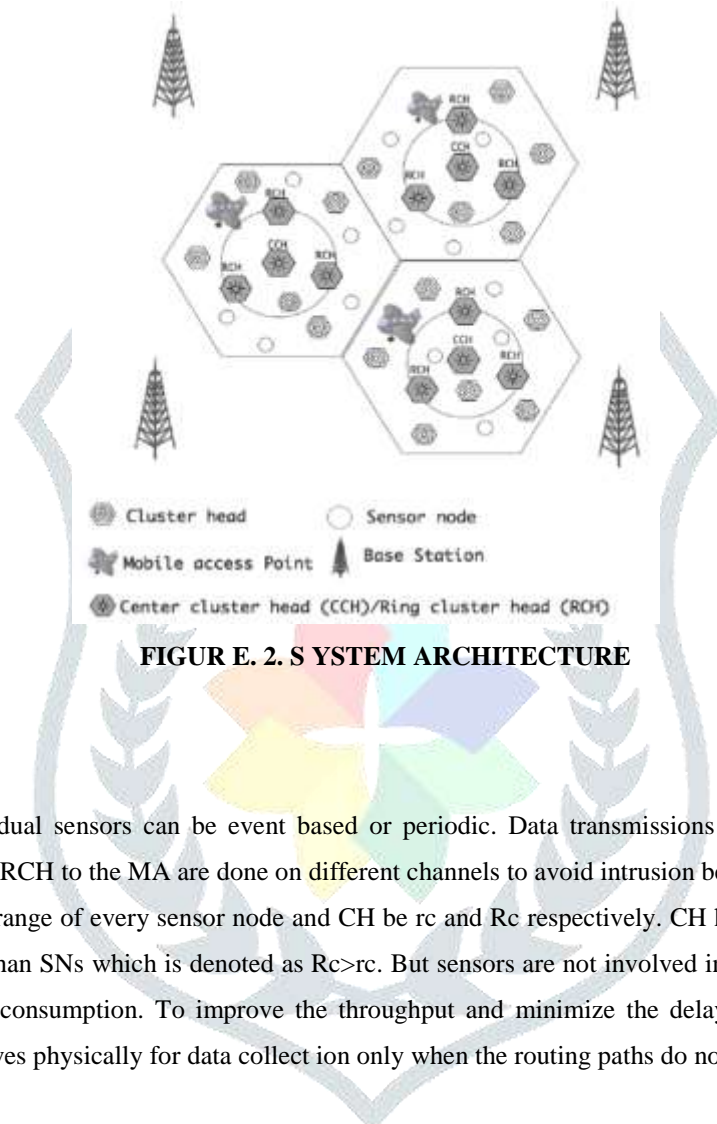 RCH
CCH
RCH
RCH
RCH
CCH
RCH
RCH
RCH
CCH
RCH
RCH
Cluster head
Sensor node
Mobile access Point
Base Station
Center cluster head (CCH)/Ring cluster head (RCH)
FIGUR E. 2. S YSTEM ARCHITECTURE
dual sensors can be event based or periodic. Data transmissions
RCH to the MA are done on different channels to avoid intrusion be
range of every sensor node and CH be rc and Rc respectively. CH
han SNs which is denoted as Rc>rc. But sensors are not involved in
consumption. To improve the throughput and minimize the delay
ves physically for data collect ion only when the routing paths do no